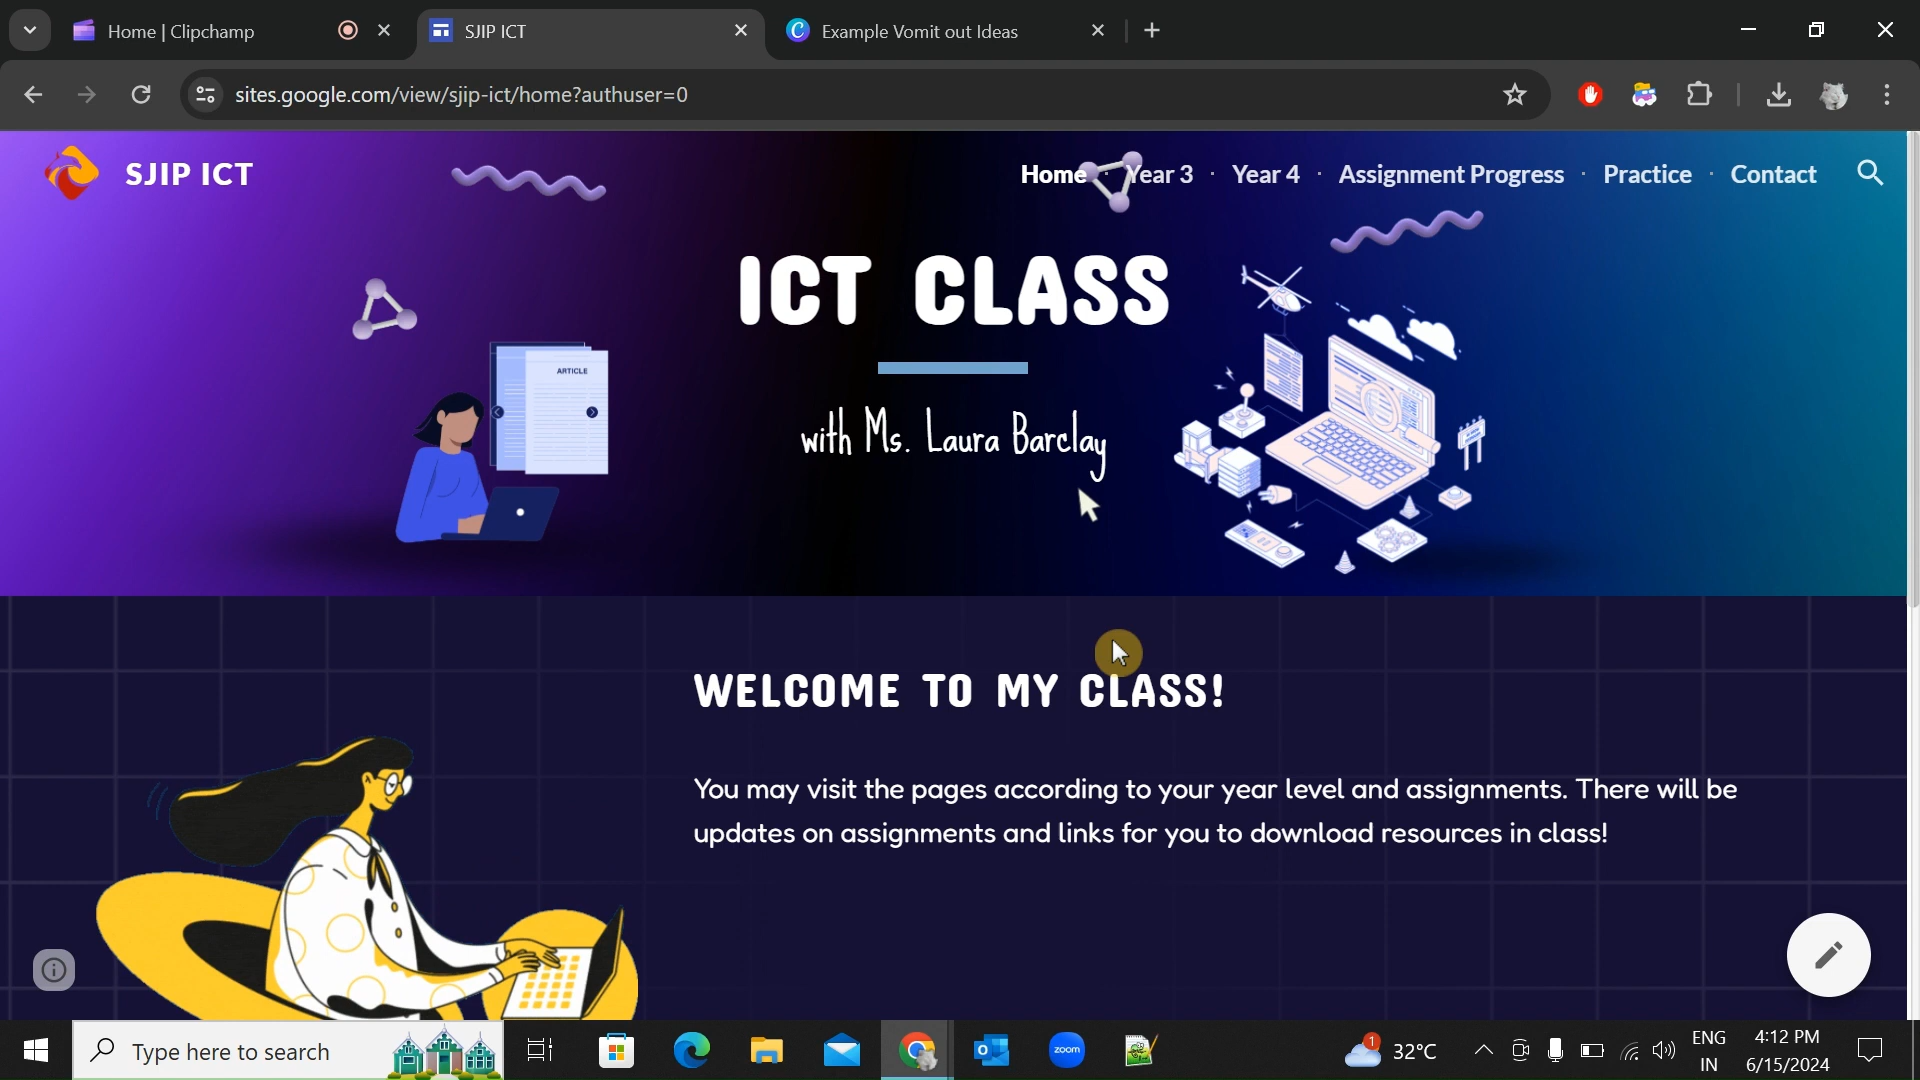 Home | Clipchamp
SJIP ICT
Example Vomit out Ideas
sites.google.com/view/sjip-ict/home?authuser=0
SJIP ICT
Home · Year 3 · Year 4 · Assignment Progress · Practice · Contact
ICT CLASS
ARTICLE
with Ms. Laura Barclay
WELCOME TO MY CLASS!
You may visit the pages according to your year level and assignments. There will be
updates on assignments and links for you to download resources in class!
Type here to search
zoom
1
32°C
ENG
IN
4:12 PM
6/15/2024